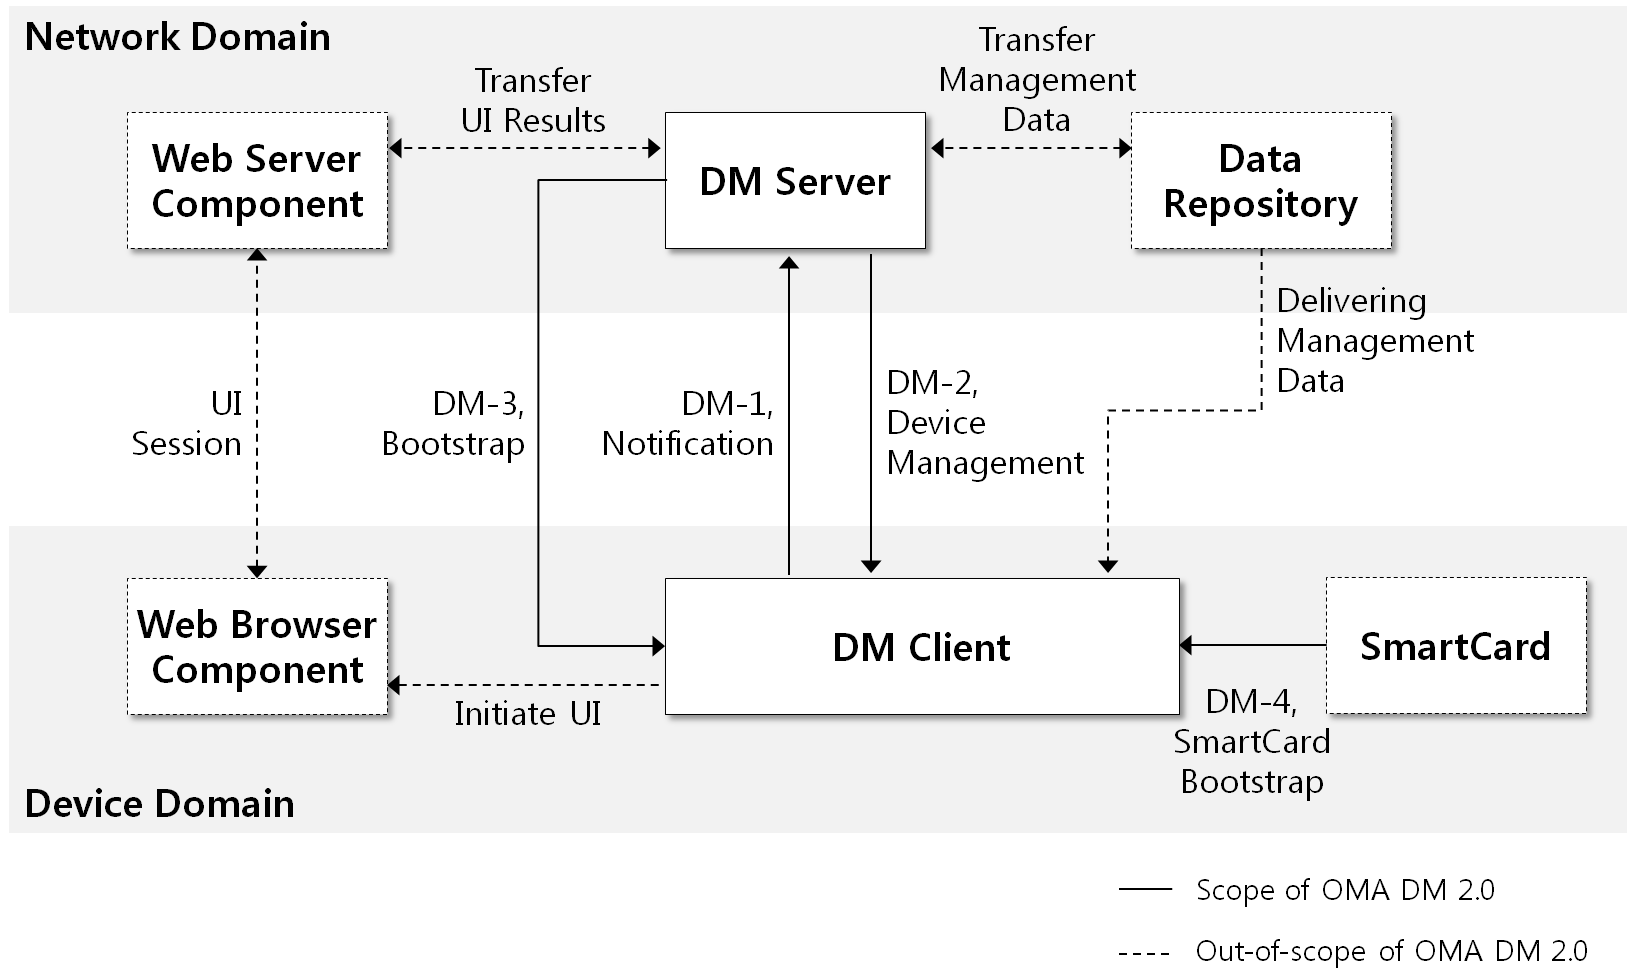 Network Domain
Transfer
UI Results
Transfer
Management
Data
Web Server
Component
DM Server
Data
Repository
Delivering
Management
Data
UI
Session
DM-3,
Bootstrap
DM-1,
Notification
DM-2,
Device
Management
Web Browser
Component
Initiate UI
DM Client
SmartCard
DM-4,
SmartCard
Bootstrap
Device Domain
Scope of OMA DM 2.0
Out-of-scope of OMA DM 2.0